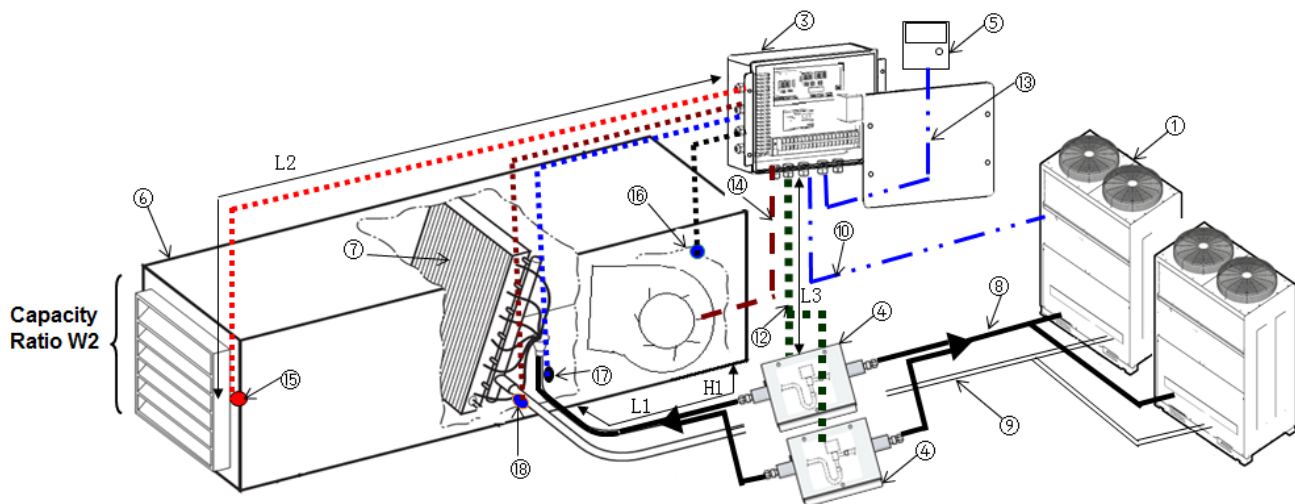 ③
⑤
⑬
①
L2
⑥
⑭
⑯
⑦
⑩
L3
⑧
Capacity
Ratio W2
⑫
④
⑰
H1
⑮
L1
⑨
⑱
④